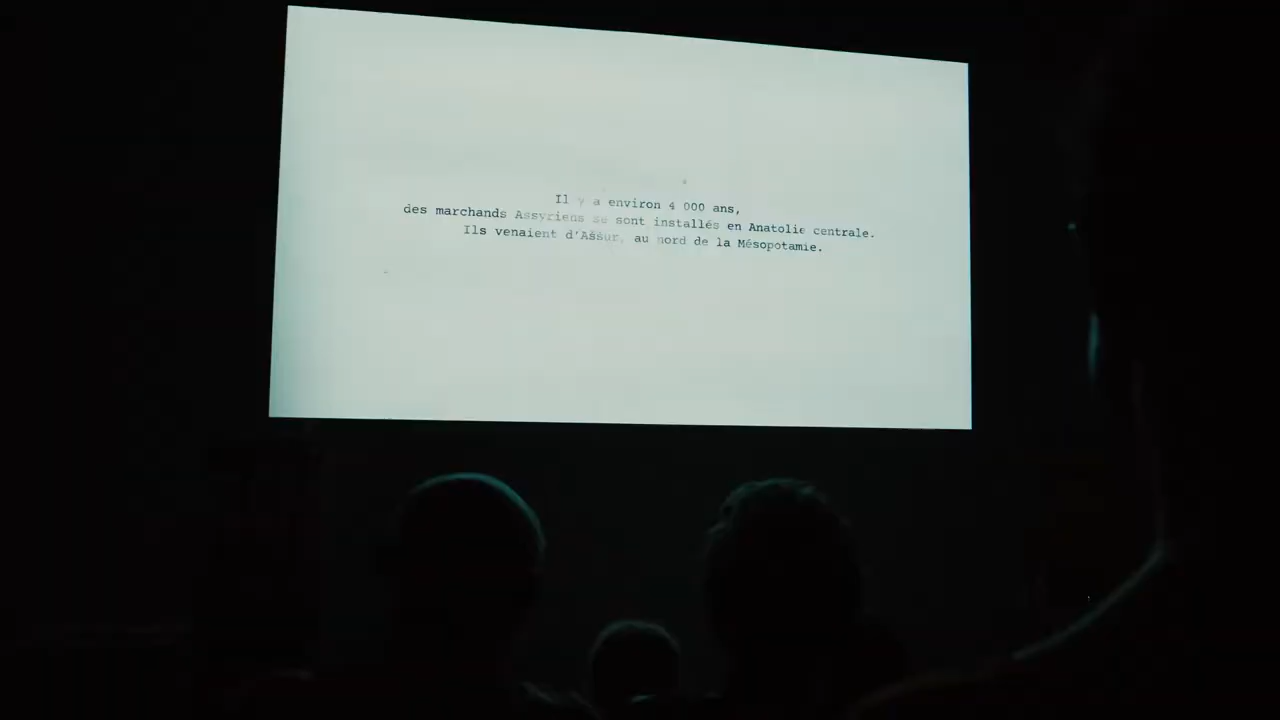 Il y a environ 4 000 ans,
des marchands Assyriens se sont installés en Anatolie centrale.
Ils venaient d'Aššur, au nord de la Mésopotamie.